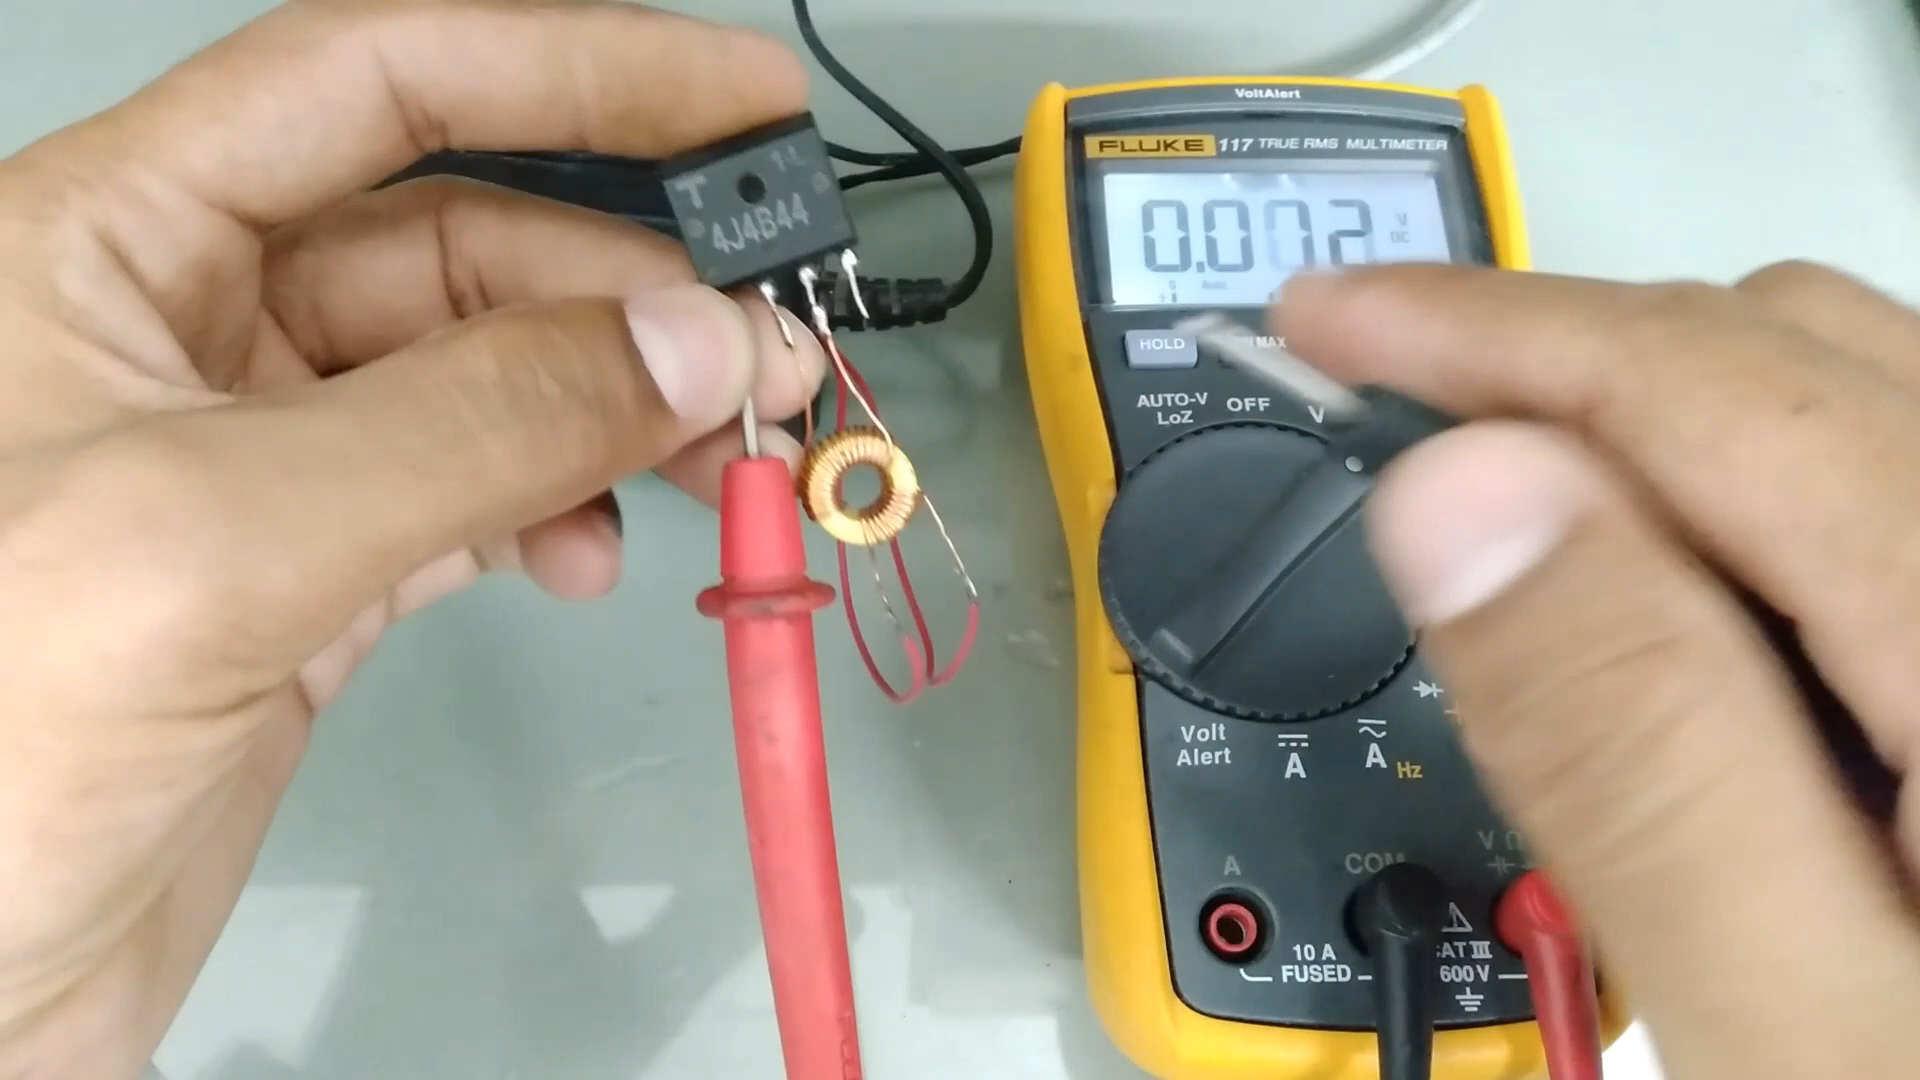 VoltAlert
FLUKE 117 TRUE RMS MULTIMETER
T
4J4B44
0.002 V
DC
Auto
HOLD
MAX
AUTO-V
LoZ
OFF
V
Volt
Alert
A
A
Hz
A
COM
V Ω
10 A
FUSED
CAT III
600 V